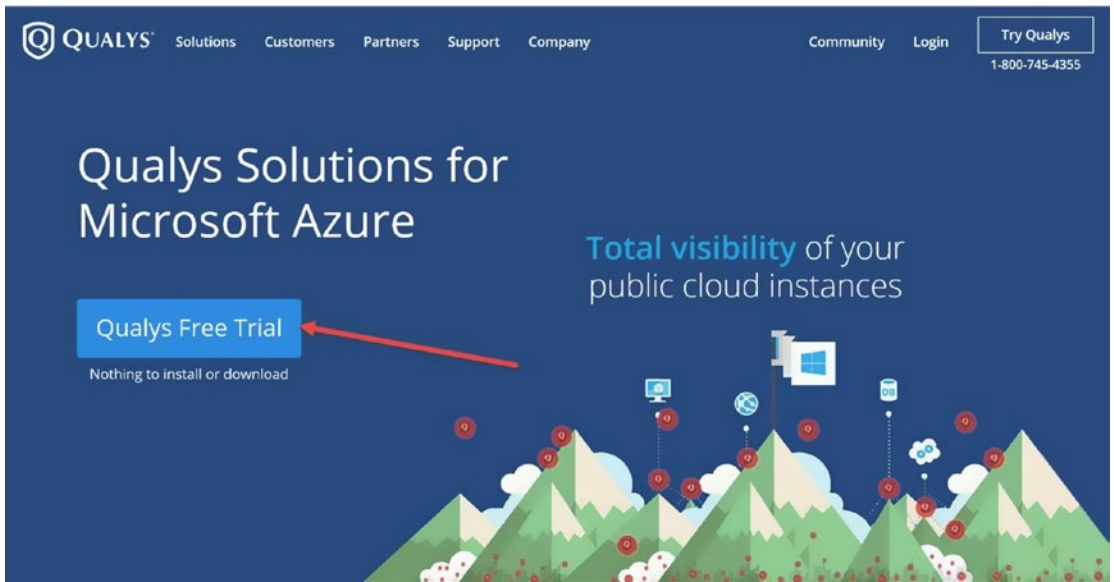 QUALYS Solutions Customers Partners Support Company Community Login Try Qualys
1-800-745-4355
Qualys Solutions for
Microsoft Azure
Total visibility of your
public cloud instances
Qualys Free Trial
Nothing to install or download
DB